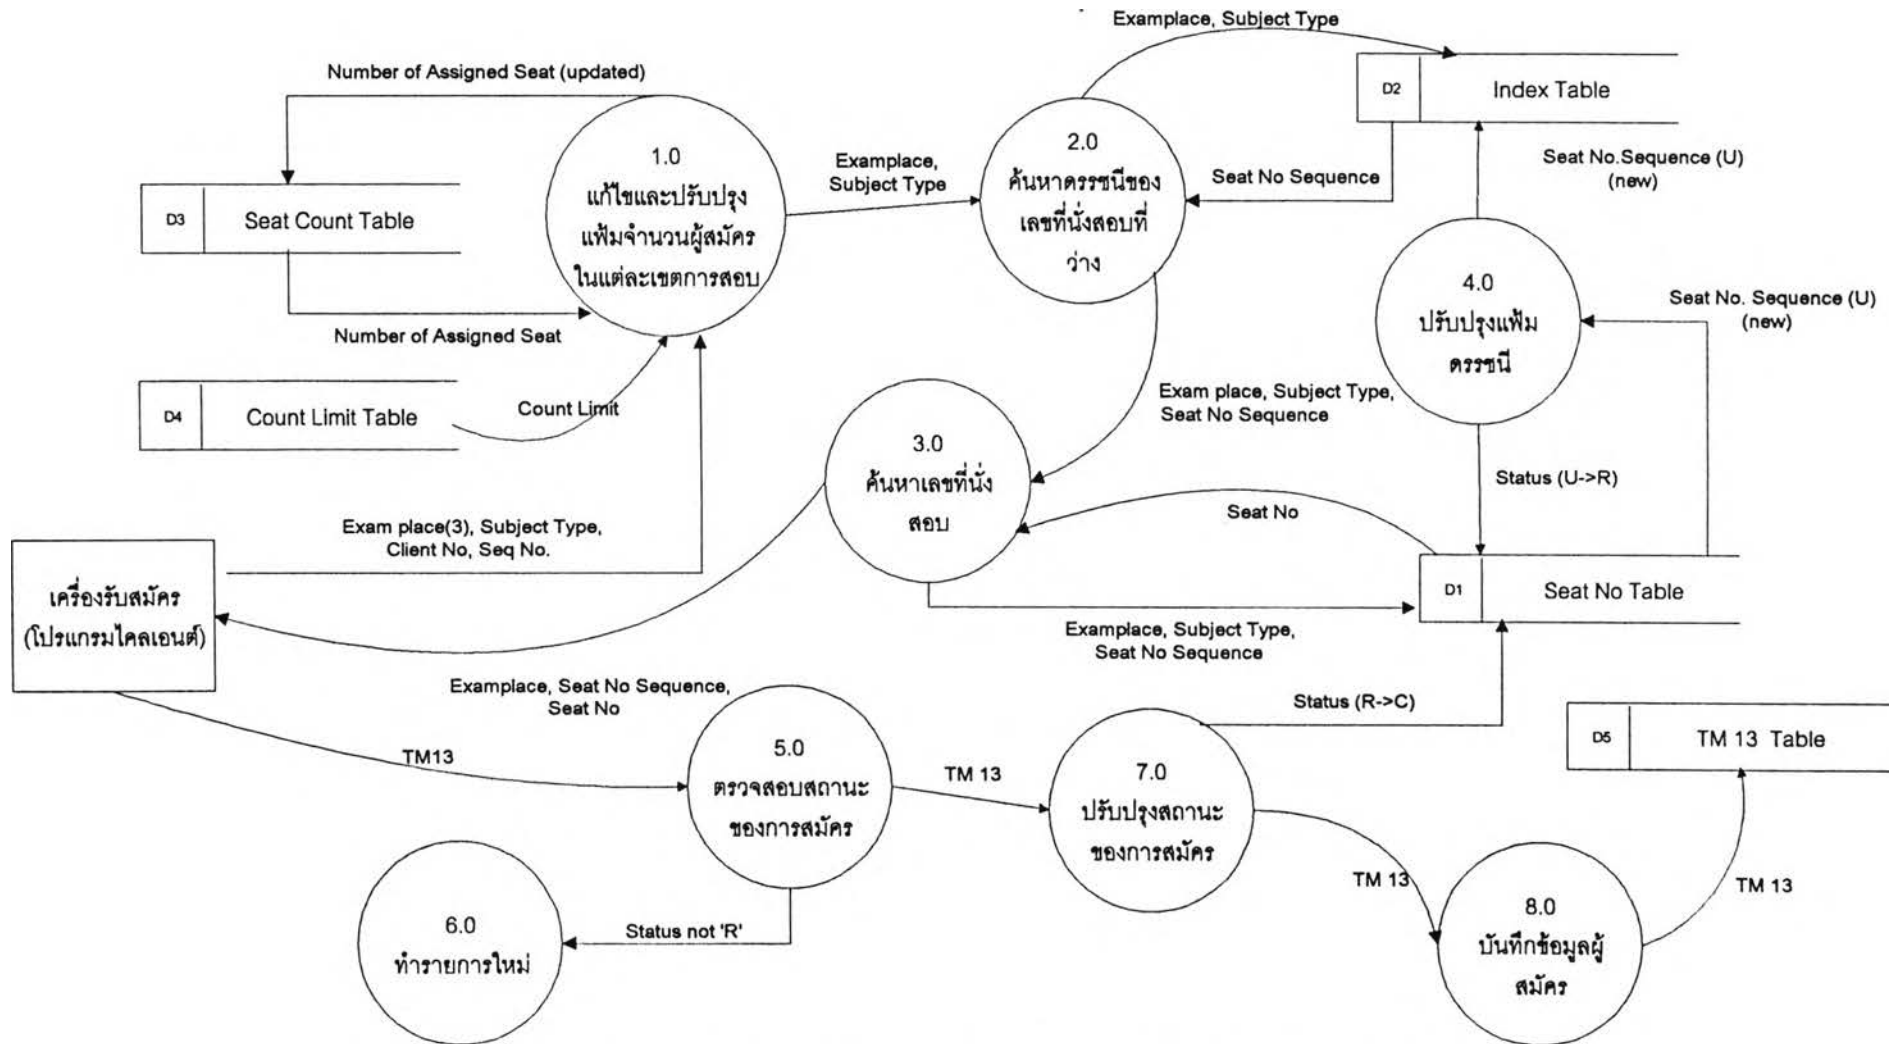 Examplace, Subject Type
Number of Assigned Seat (updated)
D2
Index Table
1.0
แก้ไขและปรับปรุง
แฟ้มจำนวนผู้สมัคร
ในแต่ละเขตการสอบ
Examplace,
Subject Type
2.0
ค้นหาดรรชนีของ
เลขที่นั่งสอบที่
ว่าง
Seat No Sequence
Seat No.Sequence (U)
(new)
D3
Seat Count Table
Number of Assigned Seat
4.0
ปรับปรุงแฟ้ม
ดรรชนี
Seat No. Sequence (U)
(new)
D4
Count Limit Table
Count Limit
Exam place, Subject Type,
Seat No Sequence
3.0
ค้นหาเลขที่นั่ง
สอบ
Status (U->R)
Seat No
Exam place(3), Subject Type,
Client No, Seq No.
เครื่องรับสมัคร
(โปรแกรมไคลเอนต์)
D1
Seat No Table
Examplace, Subject Type,
Seat No Sequence
Examplace, Seat No Sequence,
Seat No
Status (R->C)
D5
TM 13 Table
TM13
5.0
ตรวจสอบสถานะ
ของการสมัคร
TM 13
7.0
ปรับปรุงสถานะ
ของการสมัคร
TM 13
TM 13
6.0
ทำรายการใหม่
Status not 'R'
8.0
บันทึกข้อมูลผู้
สมัคร